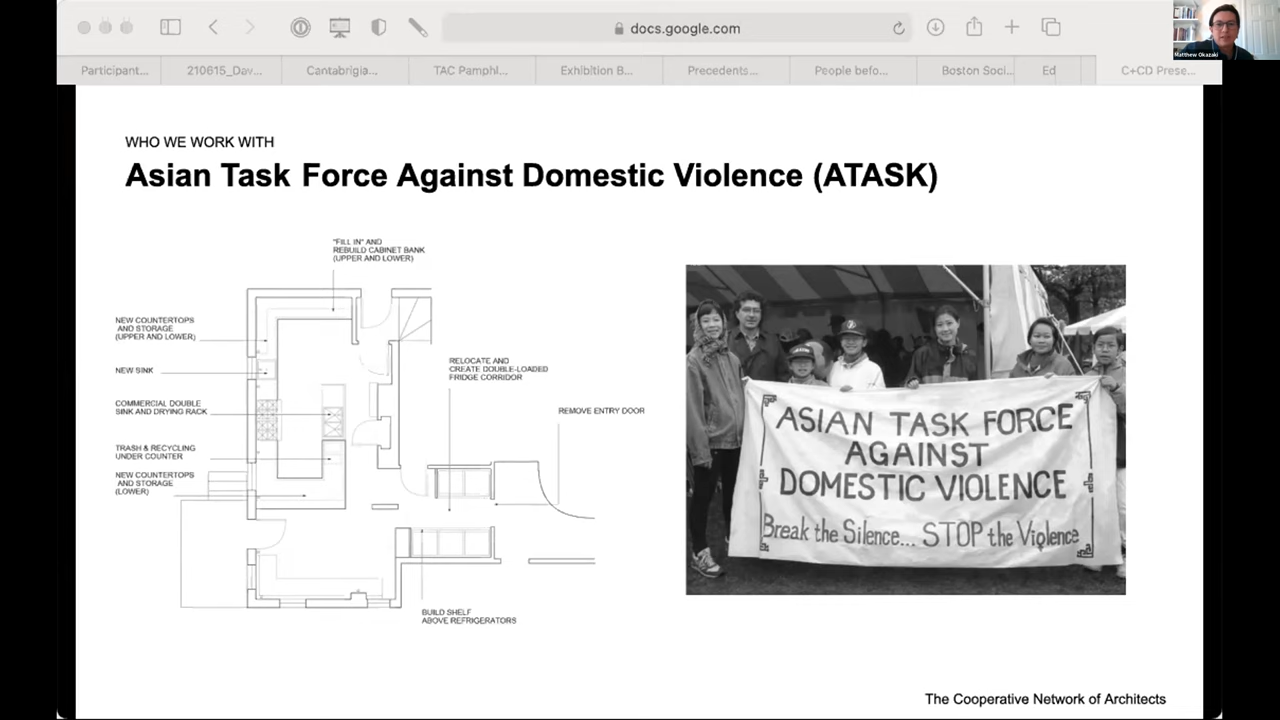 docs.google.com
Participant...
210615_Dav...
Cantabrigia...
TAC Pamphl...
Exhibition B...
Precedents...
People befo...
Boston Soci...
Ed
C+CD Prese...
Matthew Okazaki
WHO WE WORK WITH
Asian Task Force Against Domestic Violence (ATASK)
"FILL IN" AND
REBUILD CABINET BANK
(UPPER AND LOWER)
NEW COUNTERTOPS
AND STORAGE
(UPPER AND LOWER)
NEW SINK
COMMERCIAL DOUBLE
SINK AND DRYING RACK
TRASH & RECYCLING
UNDER COUNTER
NEW COUNTERTOPS
AND STORAGE
(LOWER)
RELOCATE AND
CREATE DOUBLE-LOADED
FRIDGE CORRIDOR
REMOVE ENTRY DOOR
BUILD SHELF
ABOVE REFRIGERATORS
ASIAN TASK FORCE
AGAINST
DOMESTIC VIOLENCE
Break the Silence... STOP the Violence
The Cooperative Network of Architects